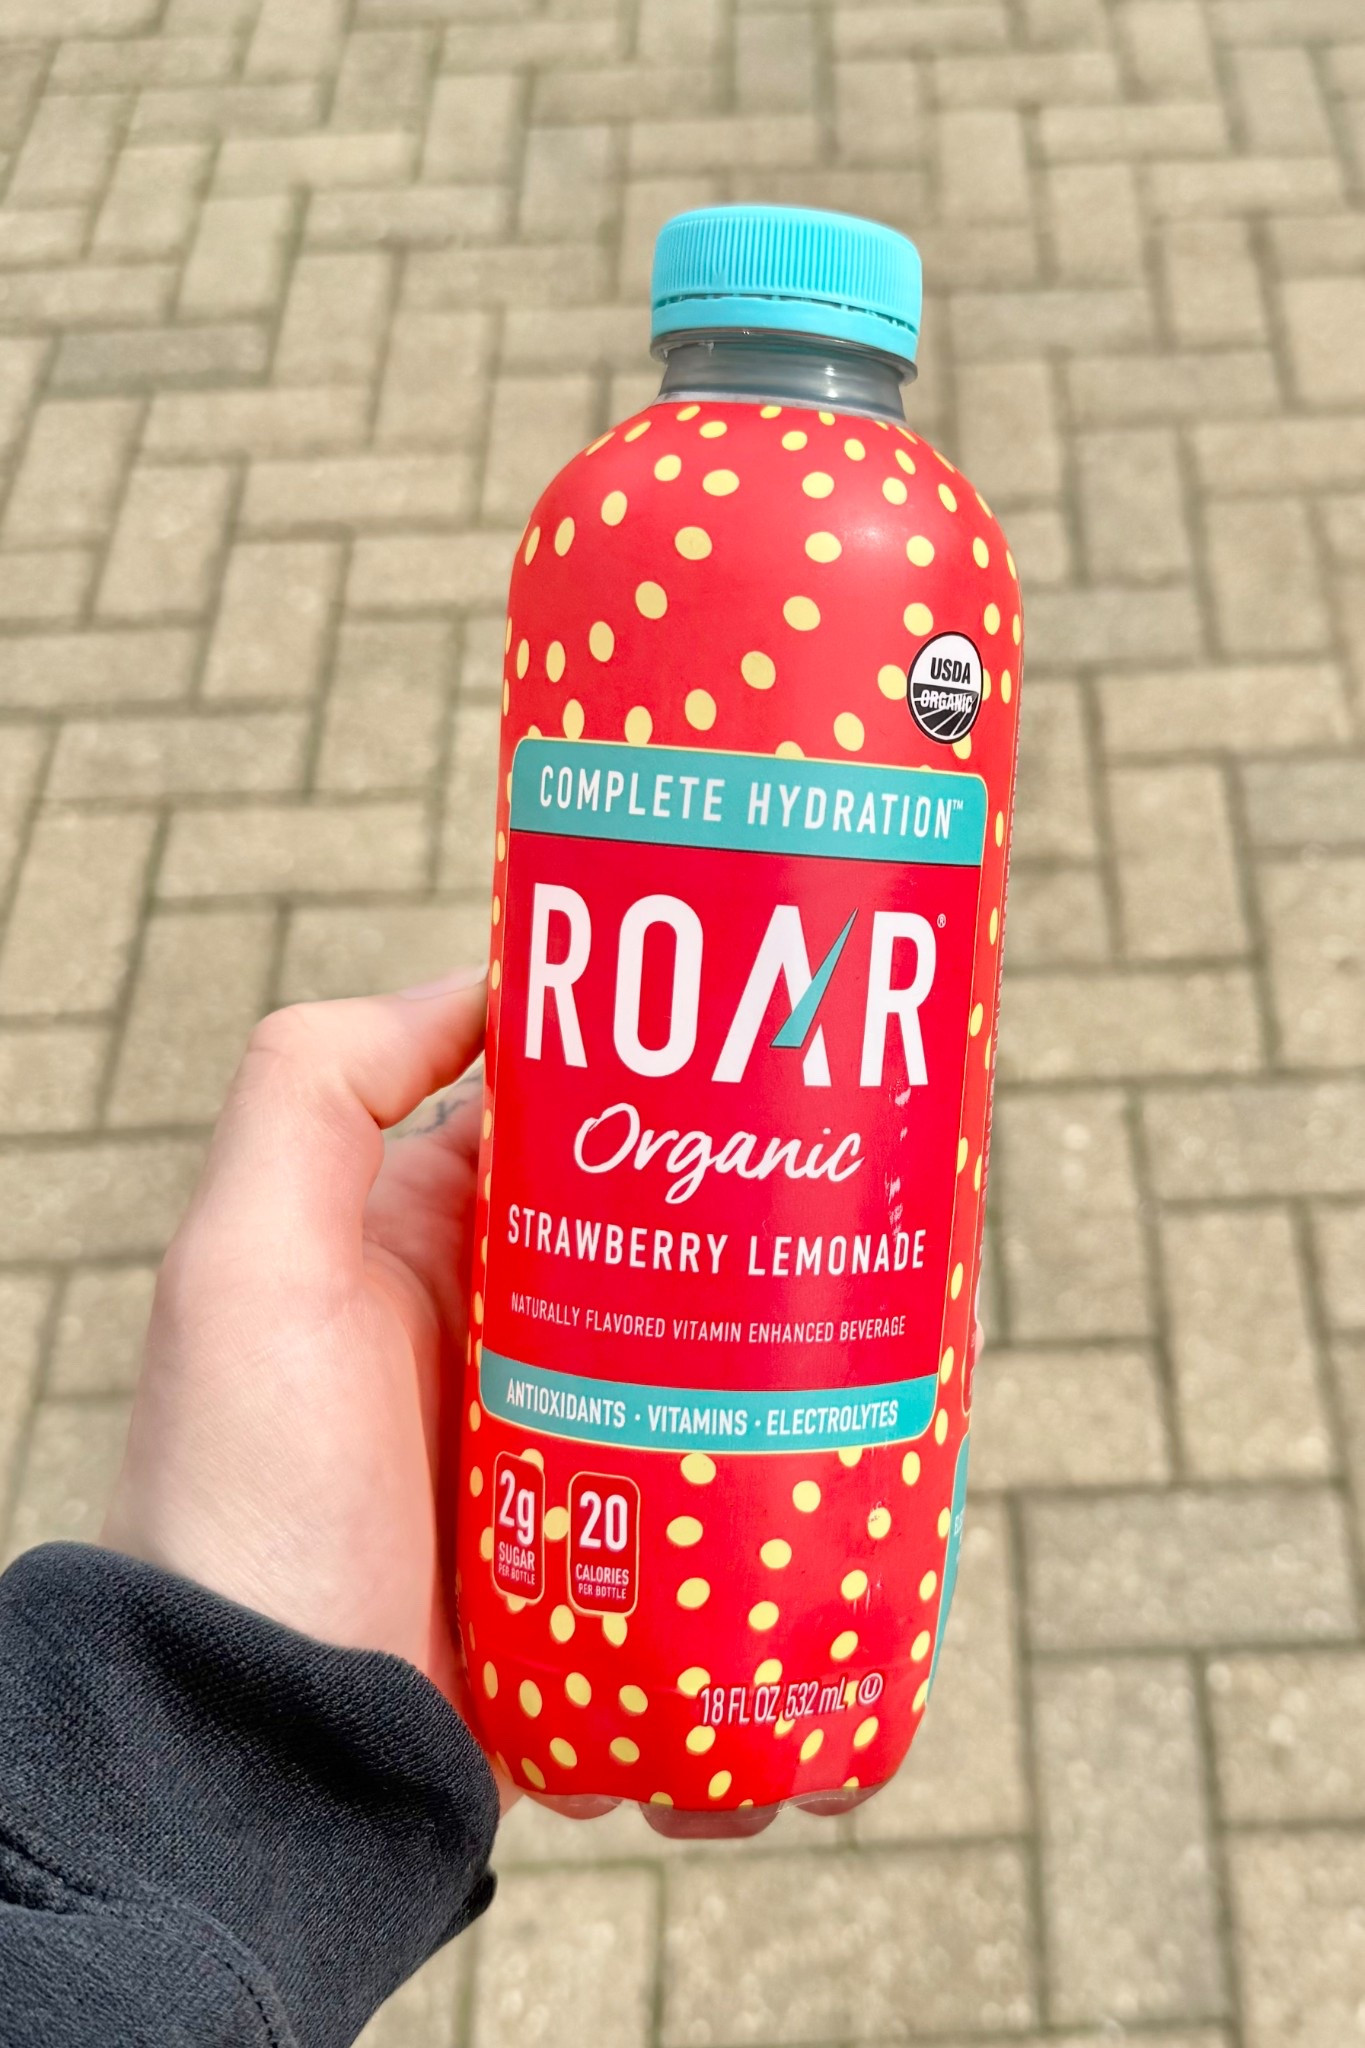 USDA
ORGANIC
COMPLETE HYDRATION™
ROAR®
Organic
STRAWBERRY LEMONADE
NATURALLY FLAVORED VITAMIN ENHANCED BEVERAGE
ANTIOXIDANTS · VITAMINS · ELECTROLYTES
2g 20
SUGAR CALORIES
PER BOTTLE PER BOTTLE
18 FL OZ 532 mL U